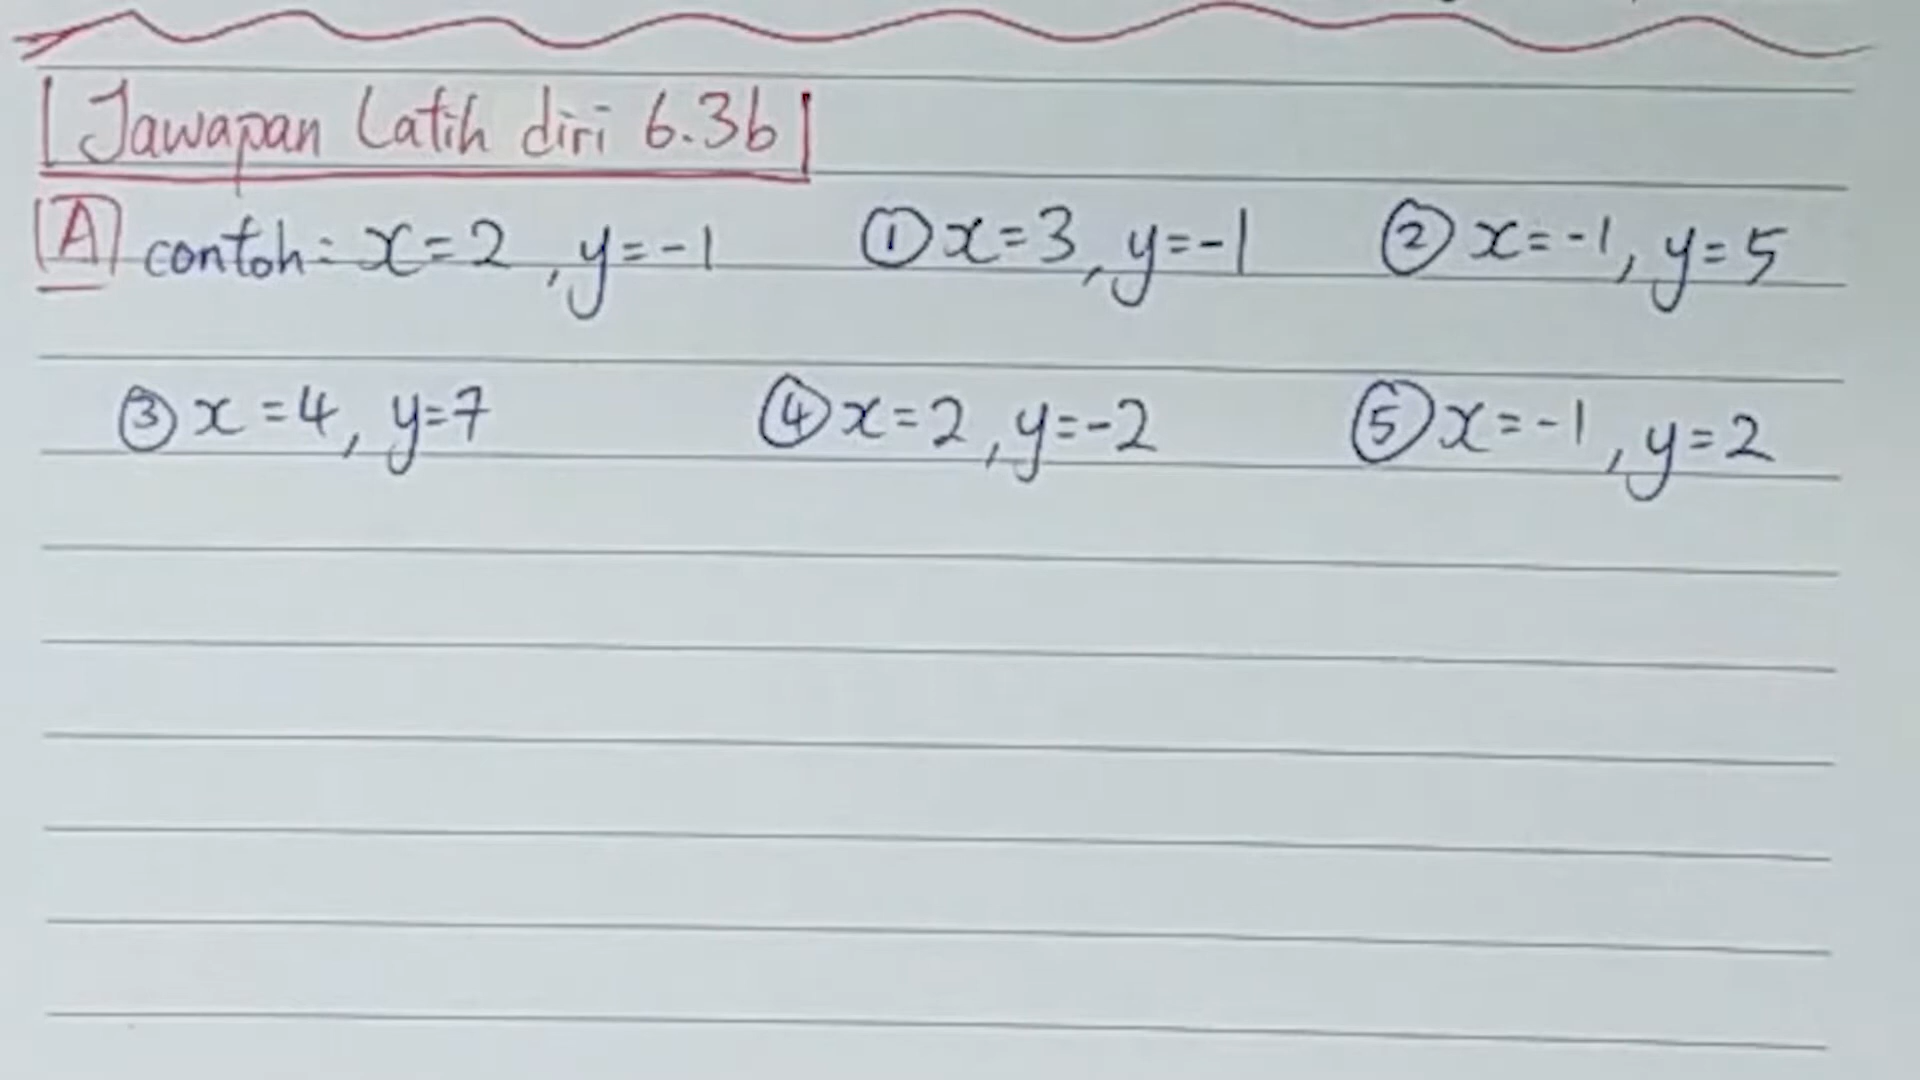 Jawapan Latih diri 6.3b
A contoh: x=2, y=-1 ① x=3, y=-1 ② x=-1, y=5
③ x=4, y=7 ④ x=2, y=-2 ⑤ x=-1, y=2